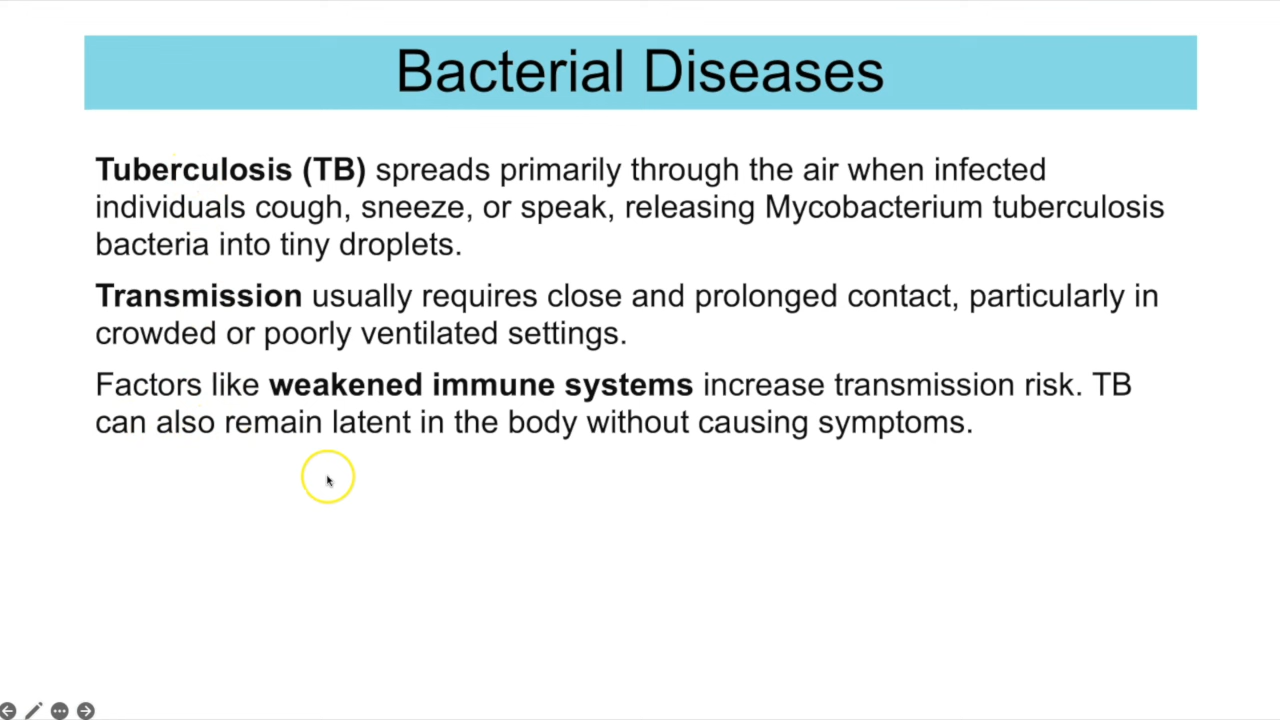 Bacterial Diseases
Tuberculosis (TB) spreads primarily through the air when infected
individuals cough, sneeze, or speak, releasing Mycobacterium tuberculosis
bacteria into tiny droplets.
Transmission usually requires close and prolonged contact, particularly in
crowded or poorly ventilated settings.
Factors like weakened immune systems increase transmission risk. TB
can also remain latent in the body without causing symptoms.